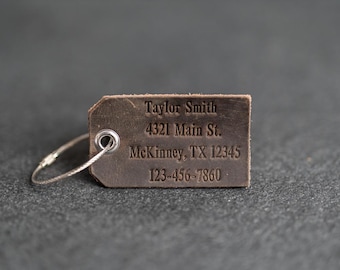 Taylor Smith
4321 Main St.
McKinney, TX 12345
123-456-7860